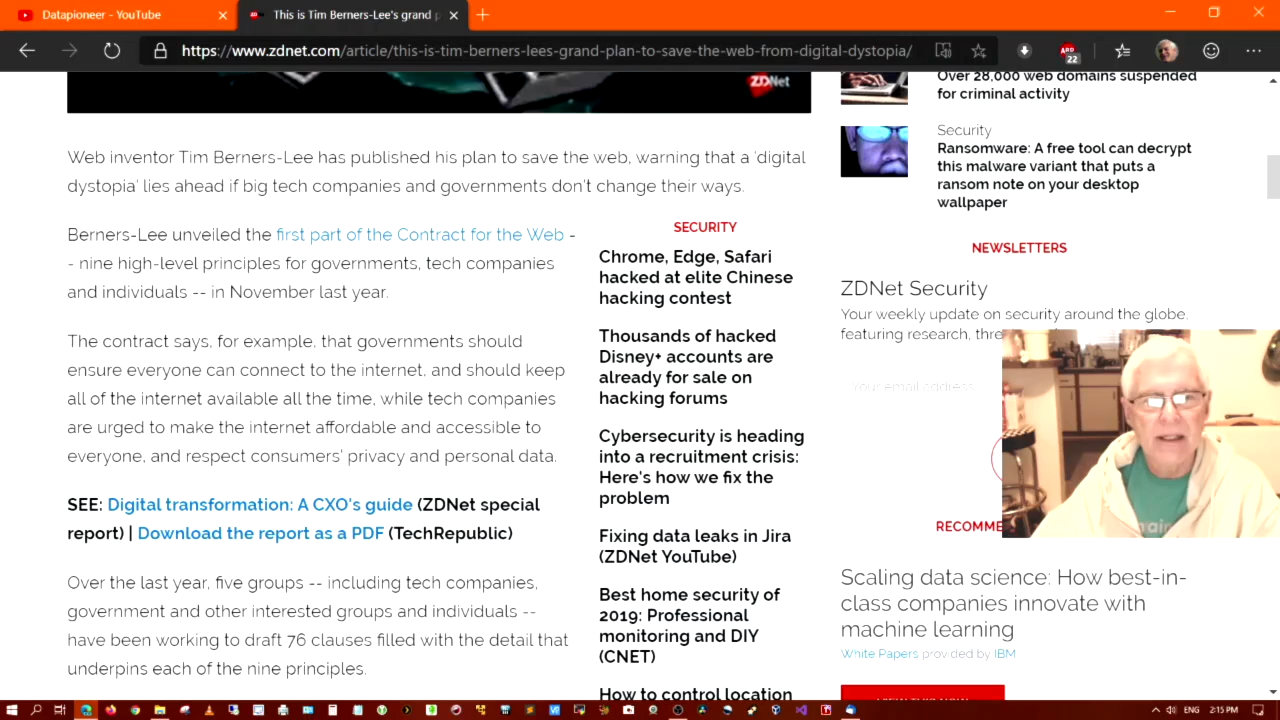 Datapioneer - YouTube
This is Tim Berners-Lee's grand p
https://www.zdnet.com/article/this-is-tim-berners-lees-grand-plan-to-save-the-web-from-digital-dystopia/
22
ZDNet
Web inventor Tim Berners-Lee has published his plan to save the web, warning that a 'digital
dystopia' lies ahead if big tech companies and governments don't change their ways.
Berners-Lee unveiled the first part of the Contract for the Web -
- nine high-level principles for governments, tech companies
and individuals -- in November last year.
The contract says, for example, that governments should
ensure everyone can connect to the internet, and should keep
all of the internet available all the time, while tech companies
are urged to make the internet affordable and accessible to
everyone, and respect consumers' privacy and personal data.
SEE: Digital transformation: A CXO's guide (ZDNet special
report) | Download the report as a PDF (TechRepublic)
Over the last year, five groups -- including tech companies,
government and other interested groups and individuals --
have been working to draft 76 clauses filled with the detail that
underpins each of the nine principles.
SECURITY
Chrome, Edge, Safari
hacked at elite Chinese
hacking contest
Thousands of hacked
Disney+ accounts are
already for sale on
hacking forums
Cybersecurity is heading
into a recruitment crisis:
Here's how we fix the
problem
Fixing data leaks in Jira
(ZDNet YouTube)
Best home security of
2019: Professional
monitoring and DIY
(CNET)
How to control location
Over 28,000 web domains suspended
for criminal activity
Security
Ransomware: A free tool can decrypt
this malware variant that puts a
ransom note on your desktop
wallpaper
NEWSLETTERS
ZDNet Security
Your weekly update on security around the globe,
featuring research,
Your email address
RECOMME
Scaling data science: How best-in-
class companies innovate with
machine learning
White Papers provided by IBM
ENG
2:15 PM